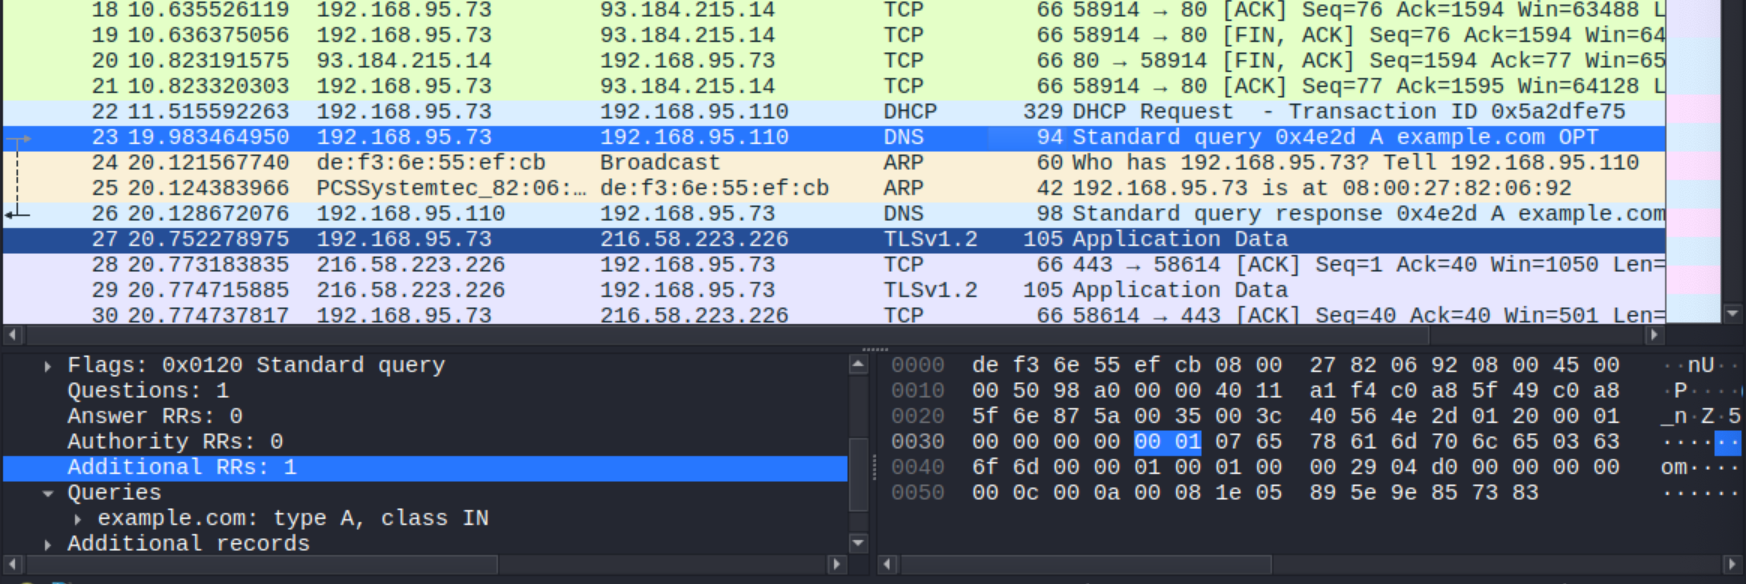 18 10.635526119 192.168.95.73 93.184.215.14 TCP 66 58914 → 80 [ACK] Seq=76 Ack=1594 Win=63488 L
19 10.636375056 192.168.95.73 93.184.215.14 TCP 66 58914 → 80 [FIN, ACK] Seq=76 Ack=1594 Win=64
20 10.823191575 93.184.215.14 192.168.95.73 TCP 66 80 → 58914 [FIN, ACK] Seq=1594 Ack=77 Win=65
21 10.823320303 192.168.95.73 93.184.215.14 TCP 66 58914 → 80 [ACK] Seq=77 Ack=1595 Win=64128 L
22 11.515592263 192.168.95.73 192.168.95.110 DHCP 329 DHCP Request - Transaction ID 0x5a2dfe75
23 19.983464950 192.168.95.73 192.168.95.110 DNS 94 Standard query 0x4e2d A example.com OPT
24 20.121567740 de:f3:6e:55:ef:cb Broadcast ARP 60 Who has 192.168.95.73? Tell 192.168.95.110
25 20.124383966 PCSSystemtec_82:06:… de:f3:6e:55:ef:cb ARP 42 192.168.95.73 is at 08:00:27:82:06:92
26 20.128672076 192.168.95.110 192.168.95.73 DNS 98 Standard query response 0x4e2d A example.com
27 20.752278975 192.168.95.73 216.58.223.226 TLSv1.2 105 Application Data
28 20.773183835 216.58.223.226 192.168.95.73 TCP 66 443 → 58614 [ACK] Seq=1 Ack=40 Win=1050 Len=
29 20.774715885 216.58.223.226 192.168.95.73 TLSv1.2 105 Application Data
30 20.774737817 192.168.95.73 216.58.223.226 TCP 66 58614 → 443 [ACK] Seq=40 Ack=40 Win=501 Len=
Flags: 0x0120 Standard query
Questions: 1
Answer RRs: 0
Authority RRs: 0
Additional RRs: 1
Queries
example.com: type A, class IN
Additional records
0000 de f3 6e 55 ef cb 08 00 27 82 06 92 08 00 45 00 ··nU··
0010 00 50 98 a0 00 00 40 11 a1 f4 c0 a8 5f 49 c0 a8 ·P····
0020 5f 6e 87 5a 00 35 00 3c 40 56 4e 2d 01 20 00 01 _n·Z·5
0030 00 00 00 00 00 01 07 65 78 61 6d 70 6c 65 03 63 ······
0040 6f 6d 00 00 01 00 01 00 00 29 04 d0 00 00 00 00 om····
0050 00 0c 00 0a 00 08 1e 05 89 5e 9e 85 73 83 ······